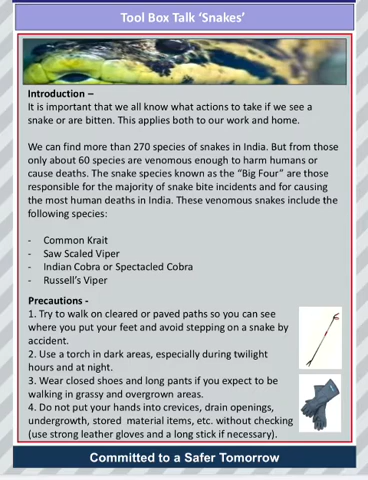 Tool Box Talk ‘Snakes’
Introduction –
It is important that we all know what actions to take if we see a
snake or are bitten. This applies both to our work and home.
We can find more than 270 species of snakes in India. But from those
only about 60 species are venomous enough to harm humans or
cause deaths. The snake species known as the “Big Four” are those
responsible for the majority of snake bite incidents and for causing
the most human deaths in India. These venomous snakes include the
following species:
- Common Krait
- Saw Scaled Viper
- Indian Cobra or Spectacled Cobra
- Russell’s Viper
Precautions -
1. Try to walk on cleared or paved paths so you can see
where you put your feet and avoid stepping on a snake by
accident.
2. Use a torch in dark areas, especially during twilight
hours and at night.
3. Wear closed shoes and long pants if you expect to be
walking in grassy and overgrown areas.
4. Do not put your hands into crevices, drain openings,
undergrowth, stored material items, etc. without checking
(use strong leather gloves and a long stick if necessary).
Committed to a Safer Tomorrow